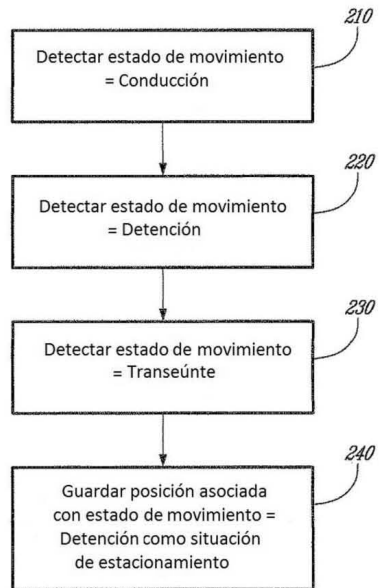 210
Detectar estado de movimiento
= Conducción
220
Detectar estado de movimiento
= Detención
230
Detectar estado de movimiento
= Transeúnte
240
Guardar posición asociada
con estado de movimiento =
Detención como situación
de estacionamiento